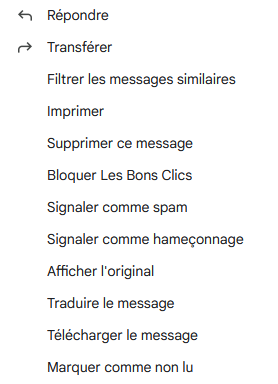 Répondre
Transférer
Filtrer les messages similaires
Imprimer
Supprimer ce message
Bloquer Les Bons Clics
Signaler comme spam
Signaler comme hameçonnage
Afficher l'original
Traduire le message
Télécharger le message
Marquer comme non lu